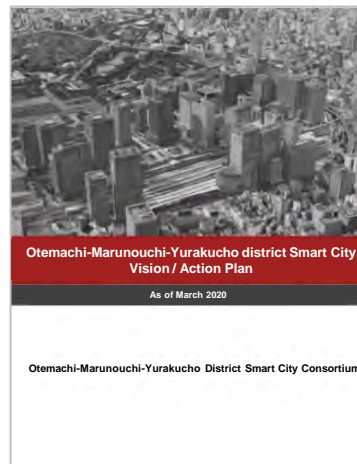 Otemachi-Marunouchi-Yurakucho district Smart City
Vision / Action Plan
As of March 2020
Otemachi-Marunouchi-Yurakucho District Smart City Consortium